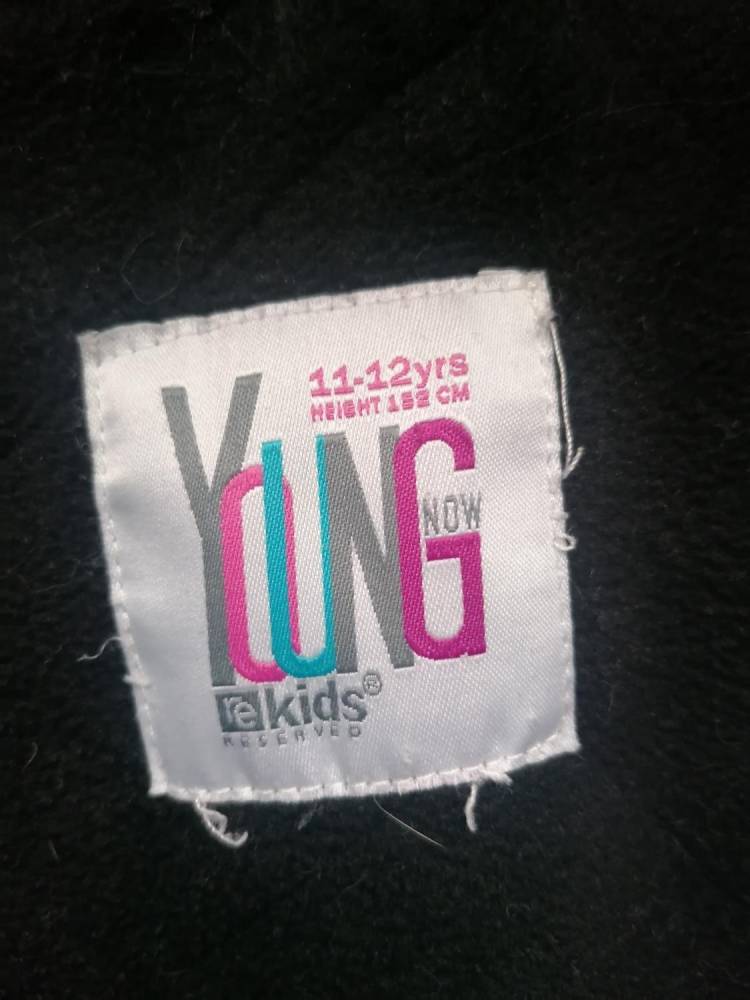 11-12yrs
HEIGHT 152 CM
YOUNG
NOW
re kids®
RESERVED